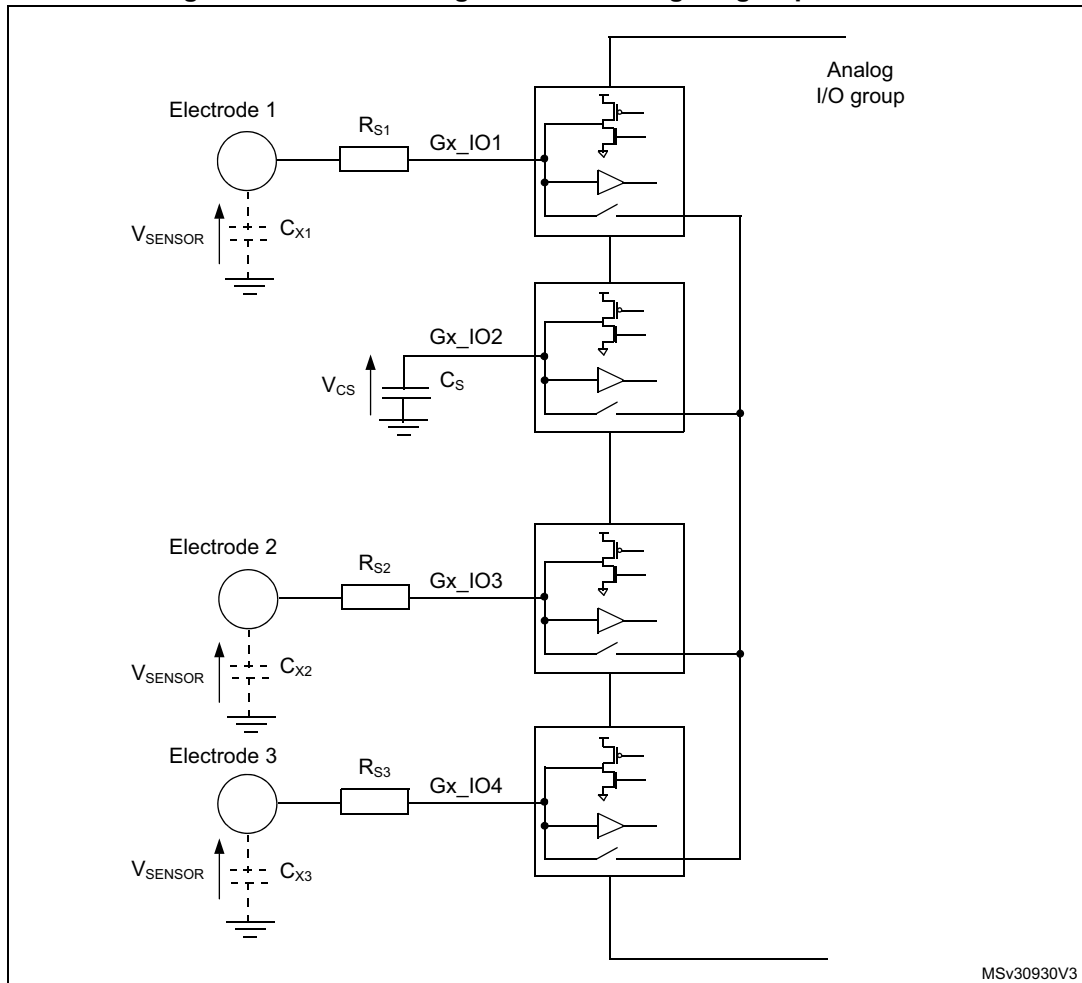 Analog
I/O group
Electrode 1
RS1
Gx_IO1
VSENSOR
CX1
Gx_IO2
VCS
CS
Electrode 2
RS2
Gx_IO3
VSENSOR
CX2
Electrode 3
RS3
Gx_IO4
VSENSOR
CX3
MSv30930V3